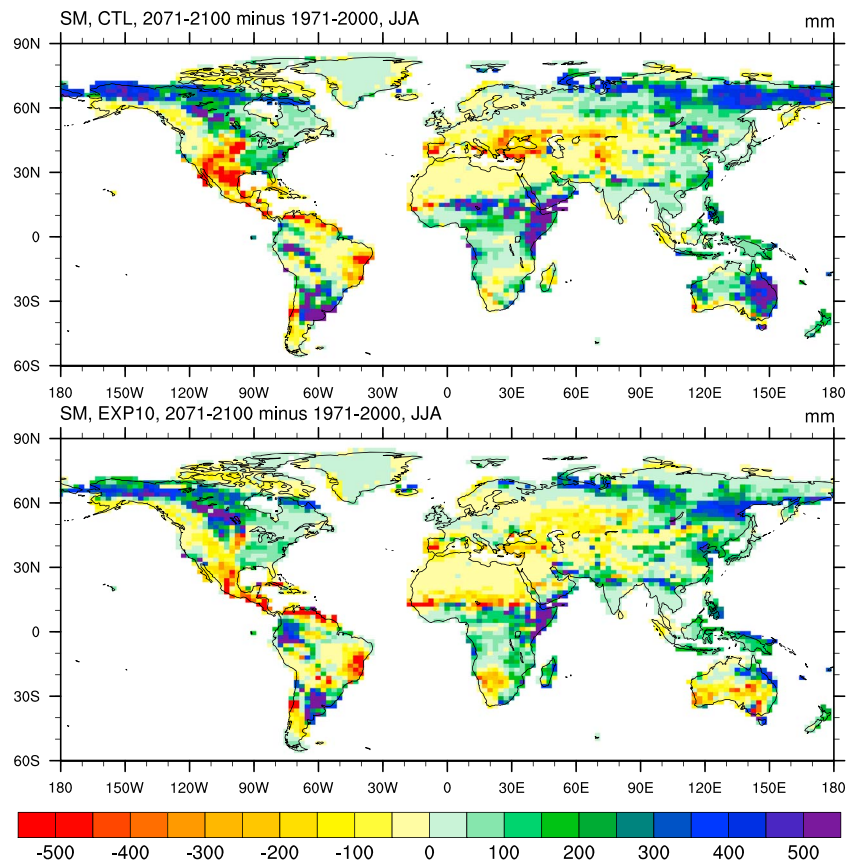 SM, CTL, 2071-2100 minus 1971-2000, JJA mm
90N
60N
30N
0
30S
60S
180 150W 120W 90W 60W 30W 0 30E 60E 90E 120E 150E 180
SM, EXP10, 2071-2100 minus 1971-2000, JJA mm
90N
60N
30N
0
30S
60S
180 150W 120W 90W 60W 30W 0 30E 60E 90E 120E 150E 180
-500 -400 -300 -200 -100 0 100 200 300 400 500